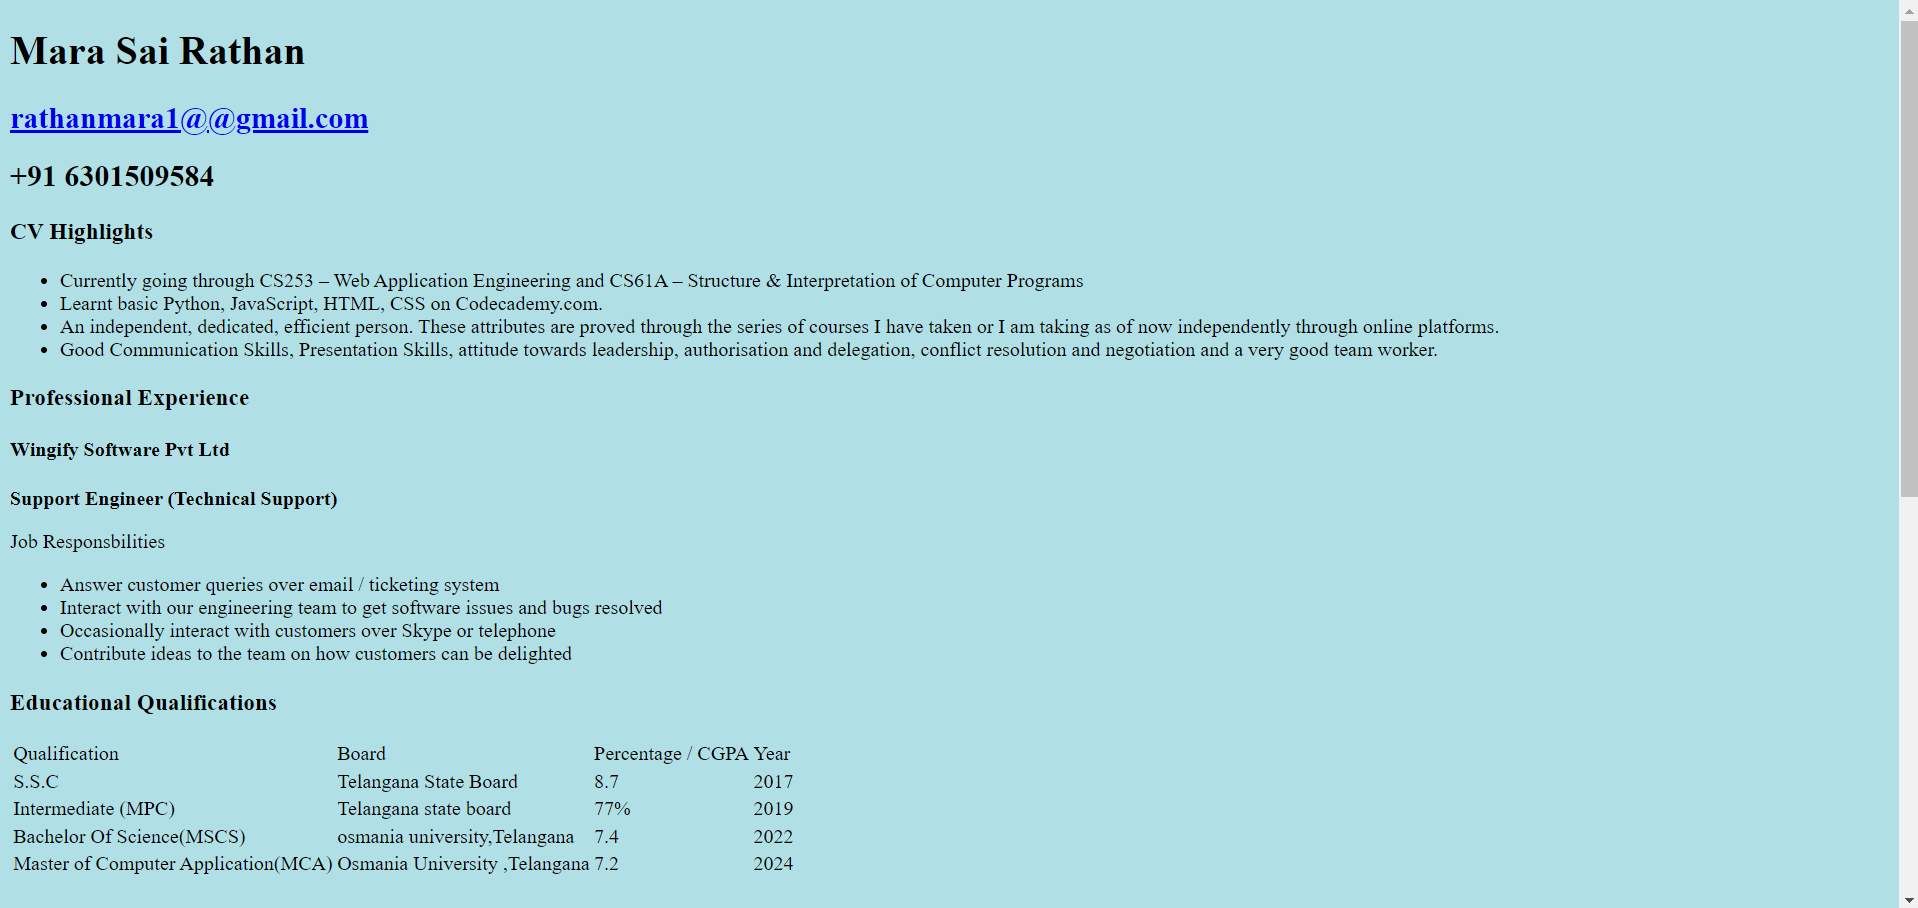 Mara Sai Rathan
rathanmara1@@gmail.com
+91 6301509584
CV Highlights
• Currently going through CS253 – Web Application Engineering and CS61A – Structure & Interpretation of Computer Programs
• Learnt basic Python, JavaScript, HTML, CSS on Codecademy.com.
• An independent, dedicated, efficient person. These attributes are proved through the series of courses I have taken or I am taking as of now independently through online platforms.
• Good Communication Skills, Presentation Skills, attitude towards leadership, authorisation and delegation, conflict resolution and negotiation and a very good team worker.
Professional Experience
Wingify Software Pvt Ltd
Support Engineer (Technical Support)
Job Responsbilities
• Answer customer queries over email / ticketing system
• Interact with our engineering team to get software issues and bugs resolved
• Occasionally interact with customers over Skype or telephone
• Contribute ideas to the team on how customers can be delighted
Educational Qualifications
Qualification Board Percentage / CGPA Year
S.S.C Telangana State Board 8.7 2017
Intermediate (MPC) Telangana state board 77% 2019
Bachelor Of Science(MSCS) osmania university,Telangana 7.4 2022
Master of Computer Application(MCA) Osmania University ,Telangana 7.2 2024